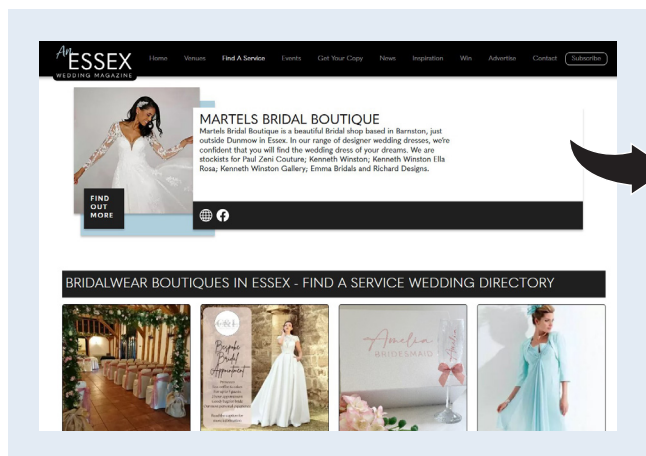 An
ESSEX
WEDDING MAGAZINE
Home Venues Find A Service Events Get Your Copy News Inspiration Win Advertise Contact Subscribe
MARTELS BRIDAL BOUTIQUE
Martels Bridal Boutique is a beautiful Bridal shop based in Barnston, just
outside Dunmow in Essex. In our range of designer wedding dresses, we're
confident that you will find the wedding dress of your dreams. We are
stockists for Paul Zeni Couture; Kenneth Winston; Kenneth Winston Ella
Rosa; Kenneth Winston Gallery; Emma Bridals and Richard Designs.
FIND
OUT
MORE
BRIDALWEAR BOUTIQUES IN ESSEX - FIND A SERVICE WEDDING DIRECTORY
Bespoke
Bridal
Appointment
Amelia
BRIDESMAID
Amelia